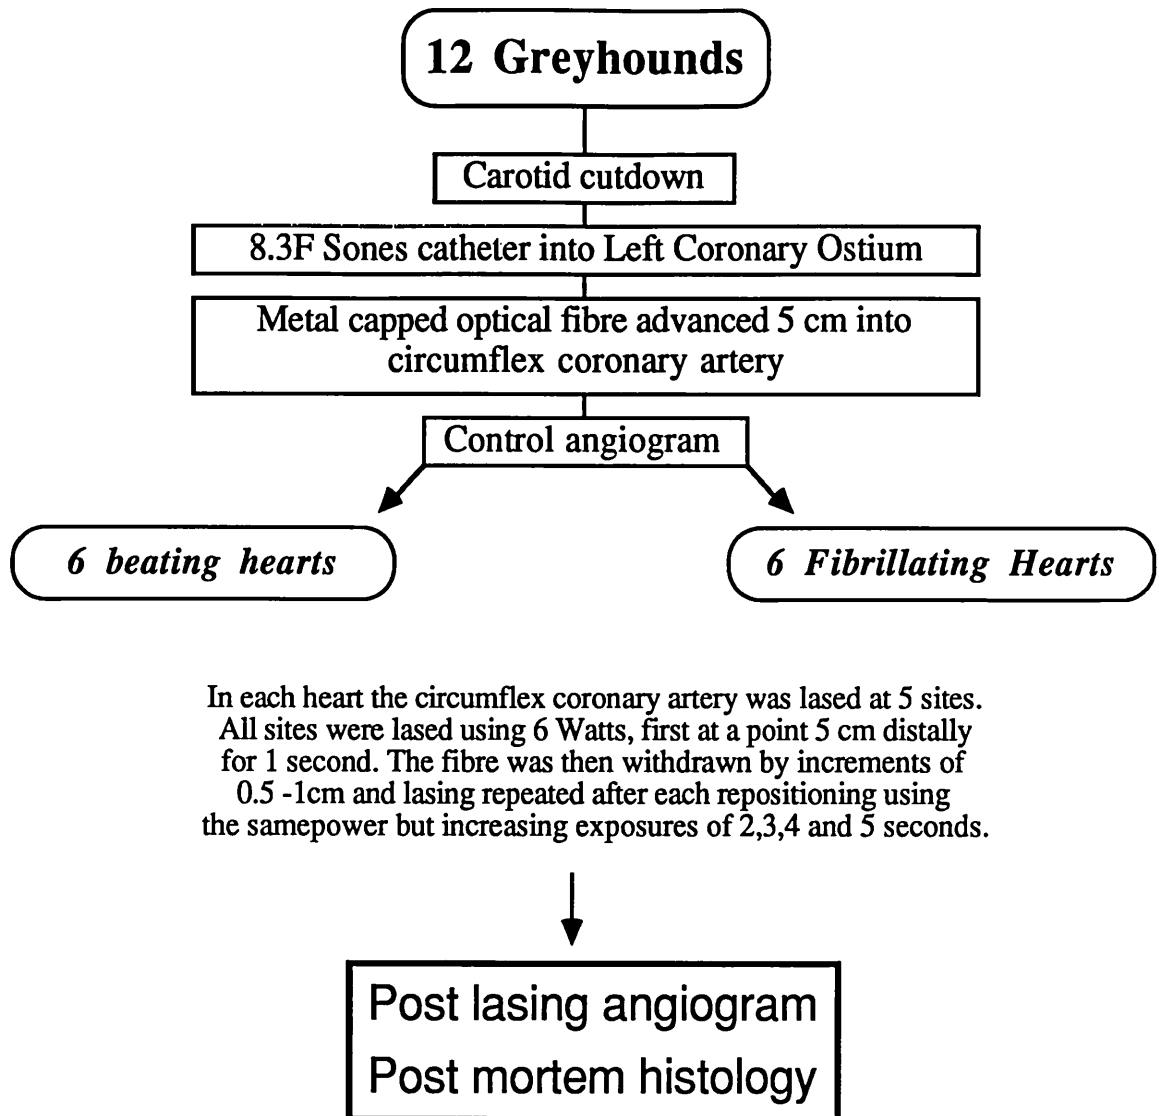 12 Greyhounds
Carotid cutdown
8.3F Sones catheter into Left Coronary Ostium
Metal capped optical fibre advanced 5 cm into
circumflex coronary artery
Control angiogram
6 beating hearts
6 Fibrillating Hearts
In each heart the circumflex coronary artery was lased at 5 sites.
All sites were lased using 6 Watts, first at a point 5 cm distally
for 1 second. The fibre was then withdrawn by increments of
0.5 -1cm and lasing repeated after each repositioning using
the samepower but increasing exposures of 2,3,4 and 5 seconds.
Post lasing angiogram
Post mortem histology